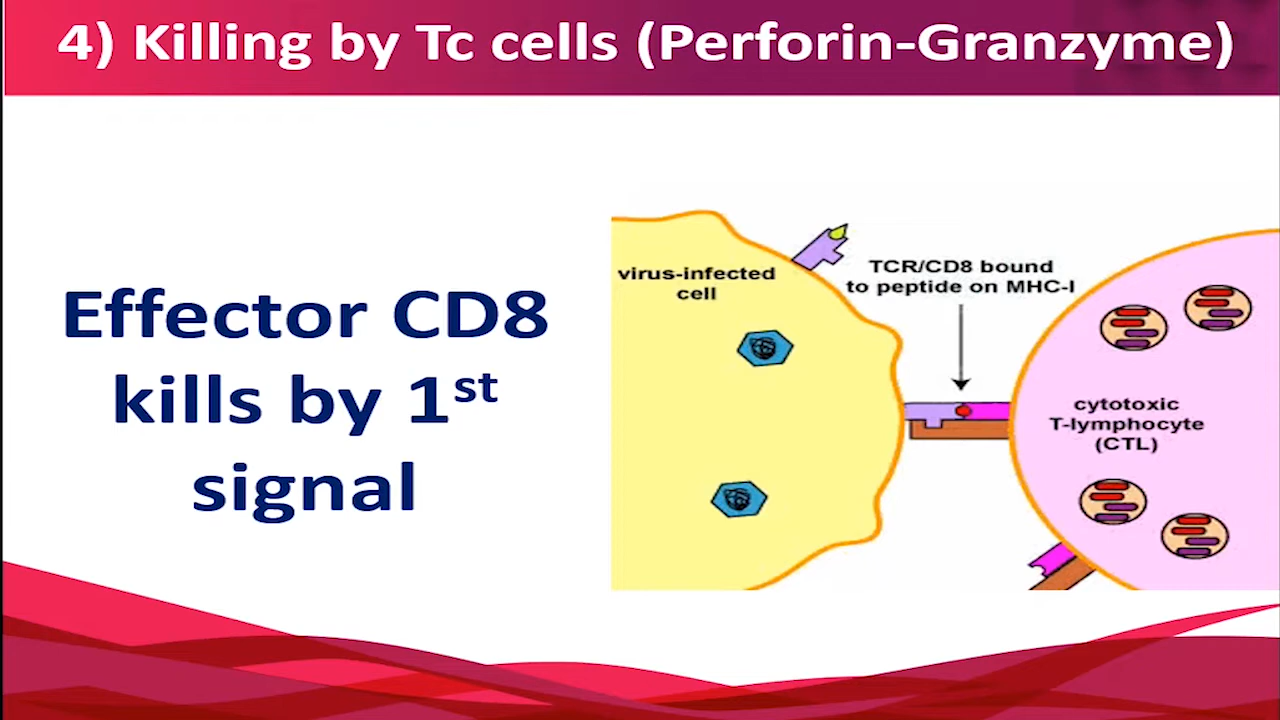 4) Killing by Tc cells (Perforin-Granzyme)
Effector CD8
kills by 1st
signal
virus-infected
cell
TCR/CD8 bound
to peptide on MHC-I
cytotoxic
T-lymphocyte
(CTL)